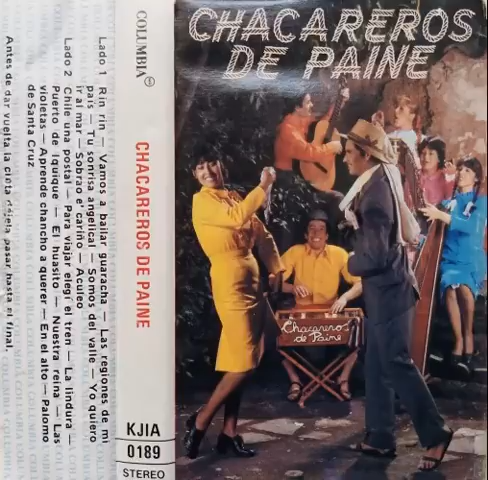 CHACAREROS
DE PAINE
Chacareros
de Paine
COLUMBIA
CHACAREROS DE PAINE
KJIA
0189
STEREO
Lado 1 Rin rin — Vamos a bailar guaracha — Las regiones de mi
país — Tu sonrisa angelical — Somos del valle — Yo quiero
ir al mar — Sobrao e' cariño — Aculeo
Lado 2 Chile una postal — Para viajar elegí el tren — La lindura —
Puerto de Iquique — El huasito — Nuestra reina — Las
violetas — Aprende chancho a querer — En el alto — Palomo
de Santa Cruz
Antes de dar vuelta la cinta déjela pasar hasta el final.